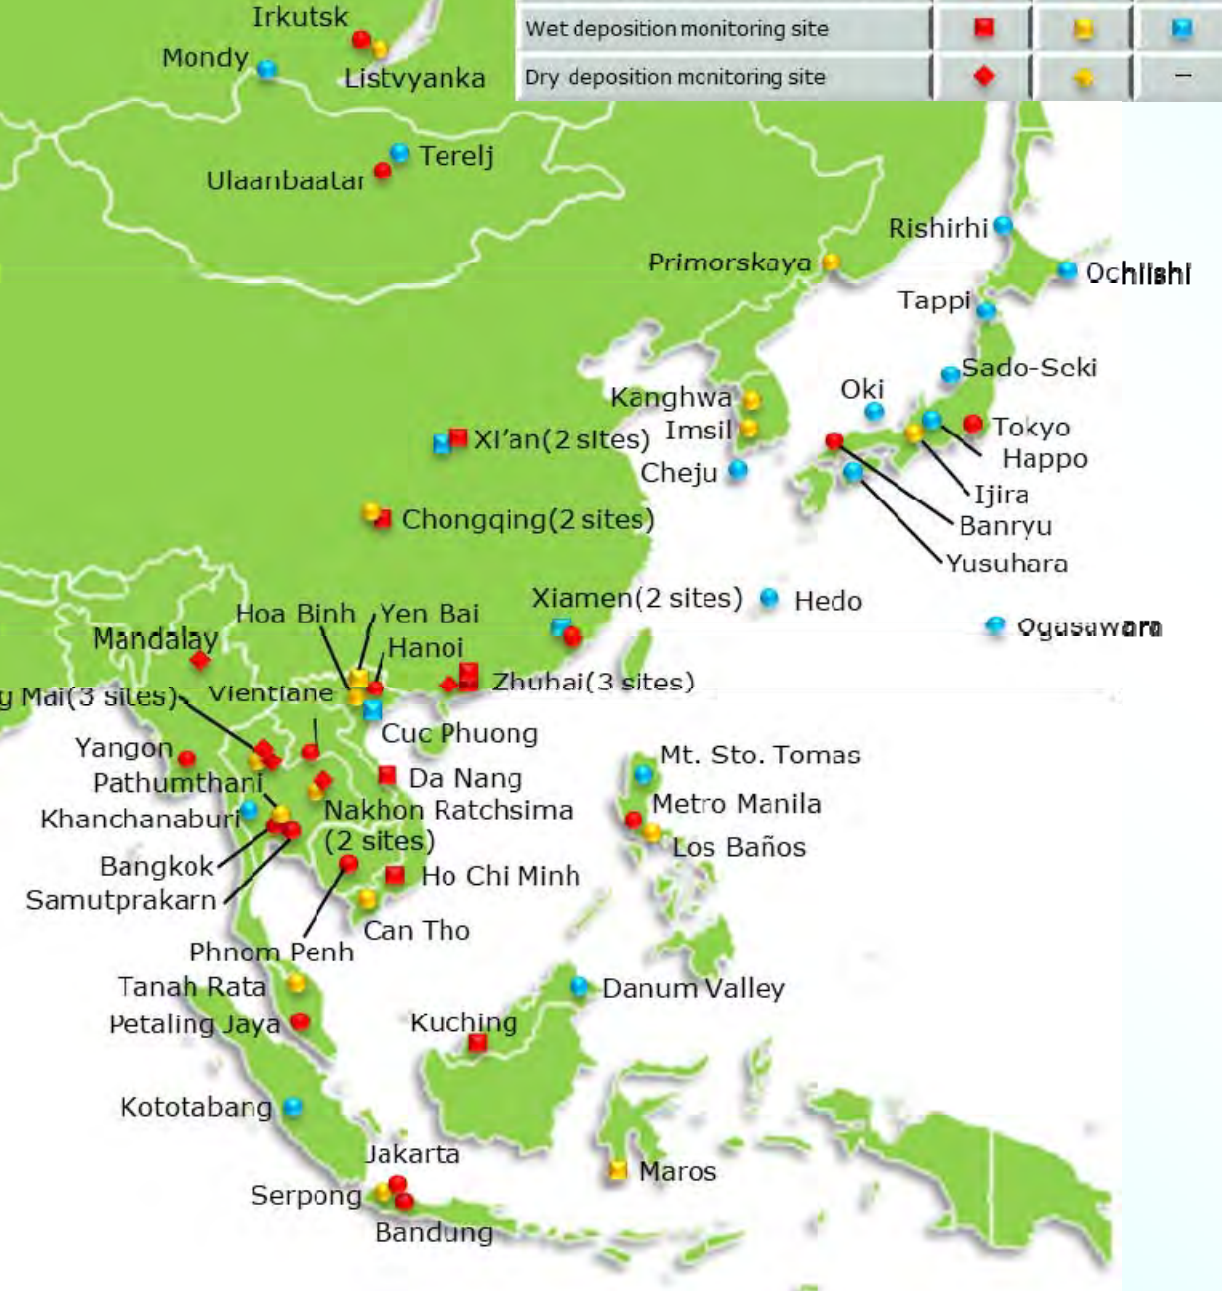 Irkutsk
Wet deposition monitoring site
Mondy
Listvyanka
Dry deposition monitoring site
–
Terelj
Ulaanbaatar
Rishirhi
Primorskaya
Ochiishi
Tappi
Sado-Seki
Oki
Kanghwa
Imsil
Tokyo
Xi'an(2 sites)
Happo
Cheju
Ijira
Chongqing(2 sites)
Banryu
Yusuhara
Xiamen(2 sites)
Hedo
Hoa Binh
Yen Bai
Ogasawara
Mandalay
Hanoi
Zhuhai(3 sites)
y Mai(3 sites)
Vientiane
Cuc Phuong
Yangon
Mt. Sto. Tomas
Pathumthani
Da Nang
Metro Manila
Khanchanaburi
Nakhon Ratchsima
(2 sites)
Los Baños
Bangkok
Ho Chi Minh
Samutprakarn
Can Tho
Phnom Penh
Tanah Rata
Danum Valley
Petaling Jaya
Kuching
Kototabang
Jakarta
Maros
Serpong
Bandung